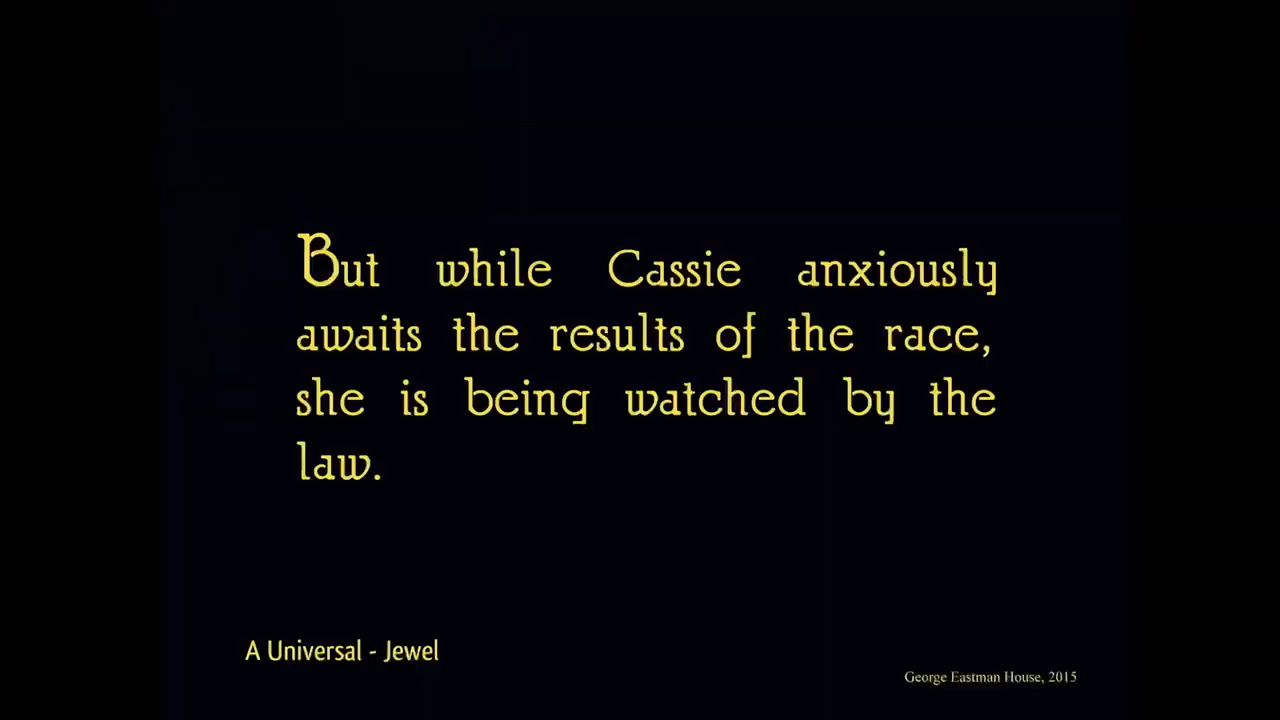 But while Cassie anxiously
awaits the results of the race,
she is being watched by the
law.
A Universal - Jewel
George Eastman House, 2015